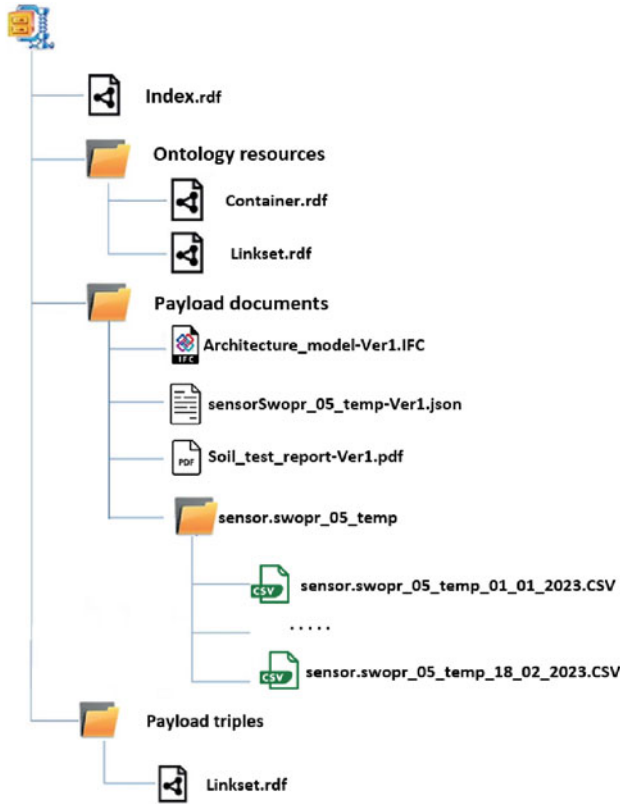 Index.rdf
Ontology resources
Container.rdf
Linkset.rdf
Payload documents
IFC
Architecture_model-Ver1.IFC
sensorSwopr_05_temp-Ver1.json
PDF
Soil_test_report-Ver1.pdf
sensor.swopr_05_temp
CSV
sensor.swopr_05_temp_01_01_2023.CSV
.....
CSV
sensor.swopr_05_temp_18_02_2023.CSV
Payload triples
Linkset.rdf